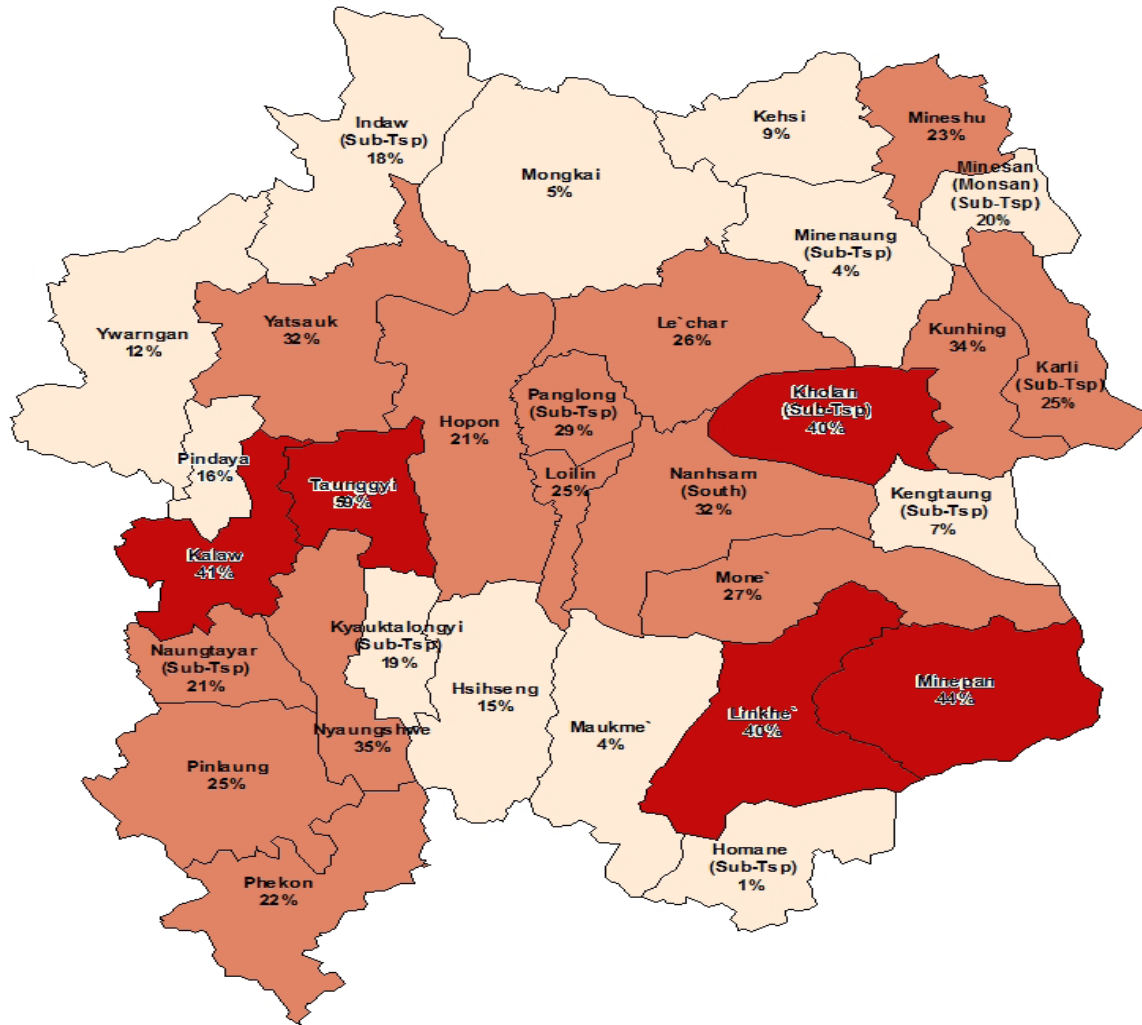 Indaw
(Sub-Tsp)
18%
Mongkai
5%
Kehsi
9%
Mineshu
23%
Minesan
(Monsan)
(Sub-Tsp)
20%
Minenaung
(Sub-Tsp)
4%
Ywarngan
12%
Yatsauk
32%
Le`char
26%
Kunhing
34%
Karli
(Sub-Tsp)
25%
Panglong
(Sub-Tsp)
29%
Kholan
(Sub-Tsp)
40%
Hopon
21%
Pindaya
16%
Taunggyi
59%
Loilin
25%
Nanhsam
(South)
32%
Kengtaung
(Sub-Tsp)
7%
Kalaw
41%
Mone`
27%
Kyauktalongyi
(Sub-Tsp)
19%
Naungtayar
(Sub-Tsp)
21%
Hsihseng
15%
Minepan
44%
Linkhe`
40%
Nyaungshwe
35%
Maukme`
4%
Pinlaung
25%
Homane
(Sub-Tsp)
1%
Phekon
22%